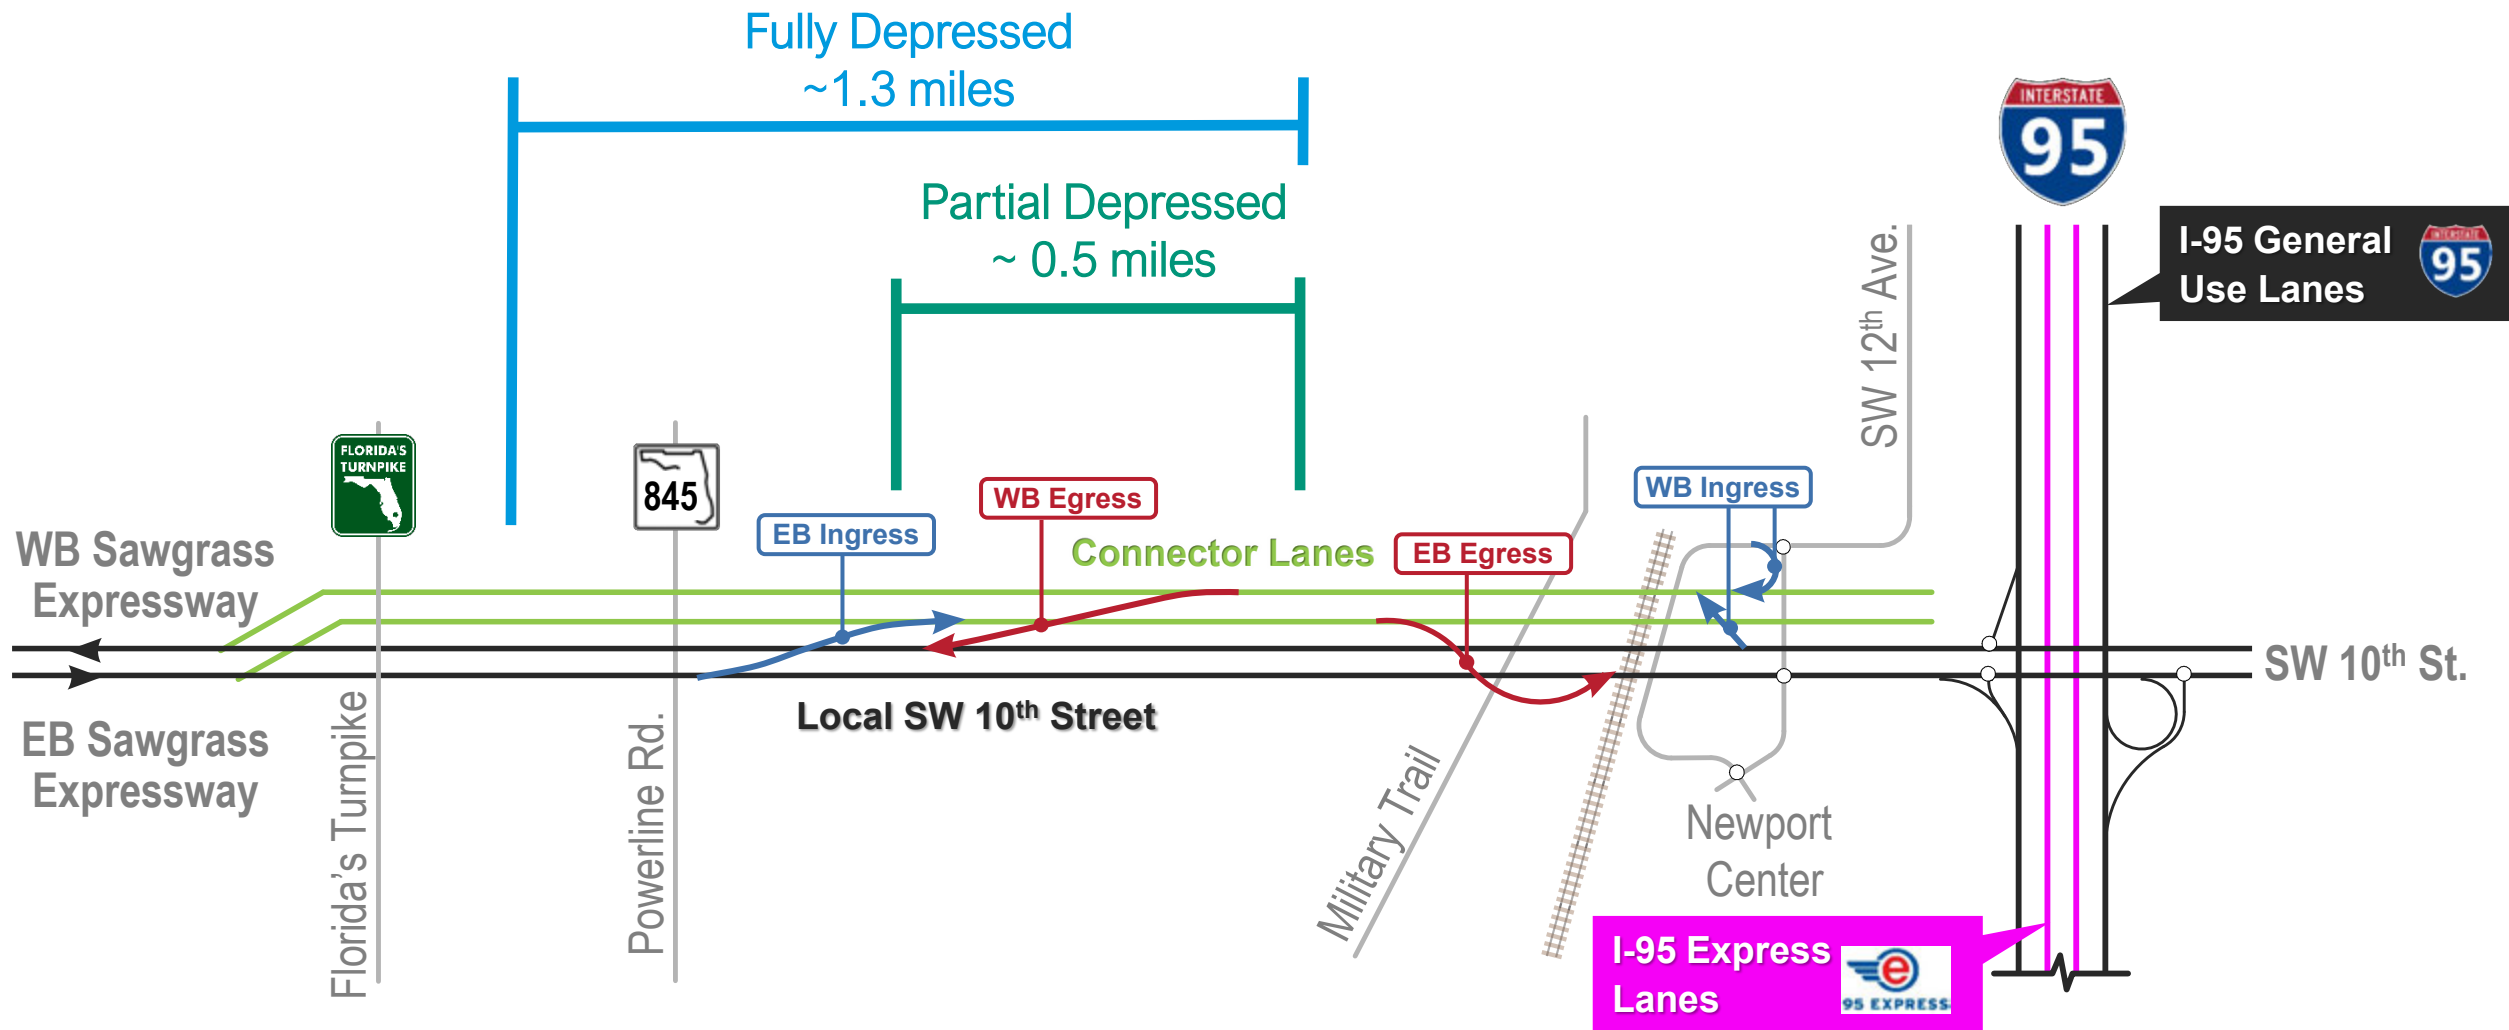 Fully Depressed
~1.3 miles
Partial Depressed
~ 0.5 miles
INTERSTATE
95
I-95 General
Use Lanes
INTERSTATE
95
SW 12th Ave.
FLORIDA'S
TURNPIKE
845
EB Ingress
WB Egress
Connector Lanes
EB Egress
WB Ingress
WB Sawgrass
Expressway
EB Sawgrass
Expressway
SW 10th St.
Local SW 10th Street
Florida's Turnpike
Powerline Rd.
Military Trail
Newport
Center
I-95 Express
Lanes
e
95 EXPRESS